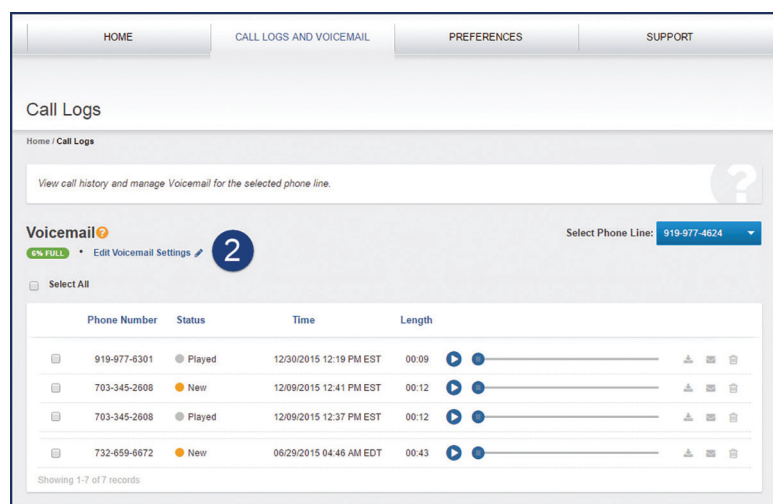 HOME CALL LOGS AND VOICEMAIL PREFERENCES SUPPORT
Call Logs
Home / Call Logs
View call history and manage Voicemail for the selected phone line.
?
Voicemail ?
Select Phone Line: 919-977-4624
6% FULL • Edit Voicemail Settings
2
Select All
Phone Number Status Time Length
919-977-6301 Played 12/30/2015 12:19 PM EST 00:09
703-345-2608 New 12/09/2015 12:41 PM EST 00:12
703-345-2608 Played 12/09/2015 12:37 PM EST 00:12
732-659-6672 New 06/29/2015 04:46 AM EDT 00:43
Showing 1-7 of 7 records